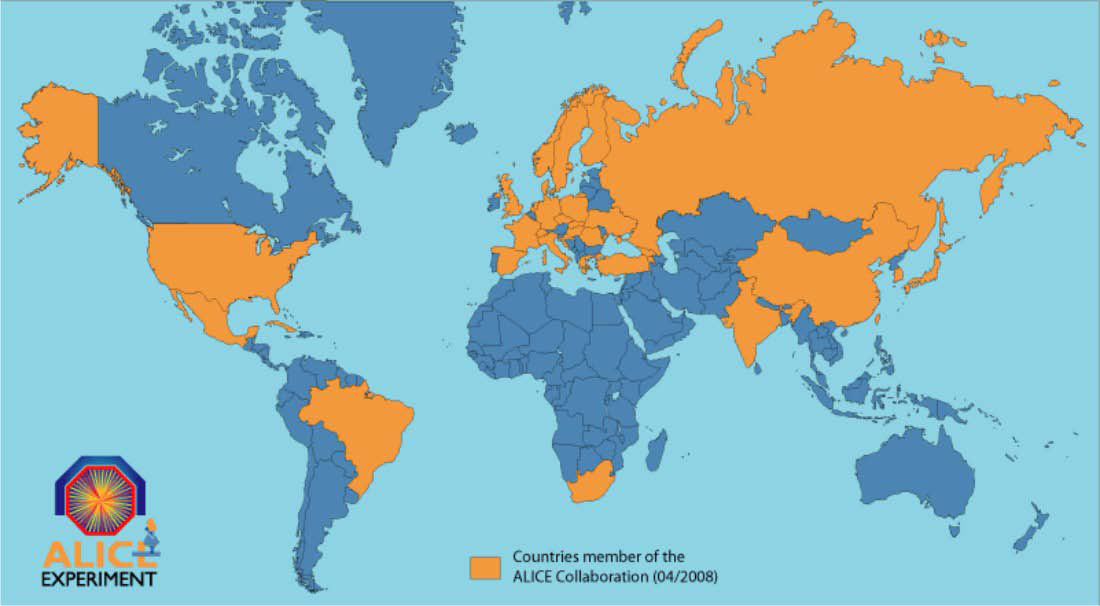 ALICE
EXPERIMENT
Countries member of the
ALICE Collaboration (04/2008)